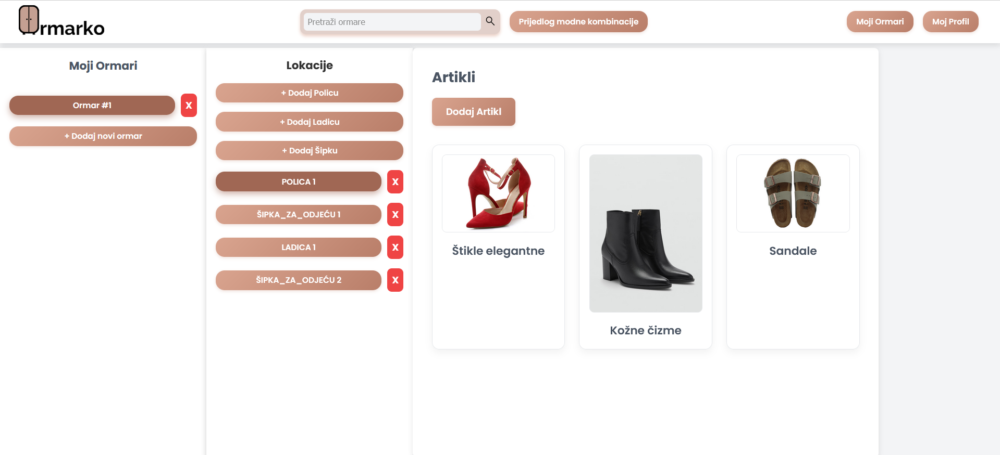 Ormarko
Pretraži ormare
Prijedlog modne kombinacije
Moji Ormari
Moj Profil
Moji Ormari
Ormar #1
X
+ Dodaj novi ormar
Lokacije
+ Dodaj Policu
+ Dodaj Ladicu
+ Dodaj Šipku
POLICA 1
X
ŠIPKA_ZA_ODJEĆU 1
X
LADICA 1
X
ŠIPKA_ZA_ODJEĆU 2
X
Artikli
Dodaj Artikl
Štikle elegantne
Kožne čizme
Sandale